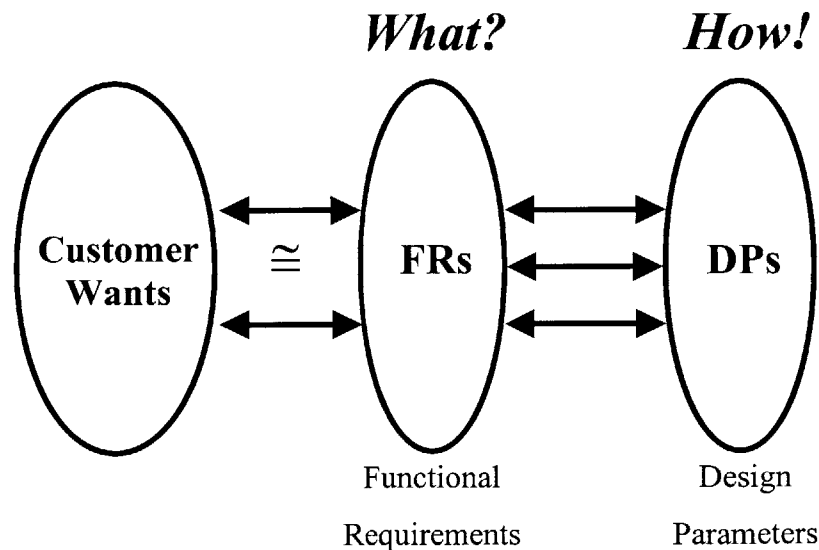 What?
How!
Customer
Wants
≅
FRs
DPs
Functional
Requirements
Design
Parameters